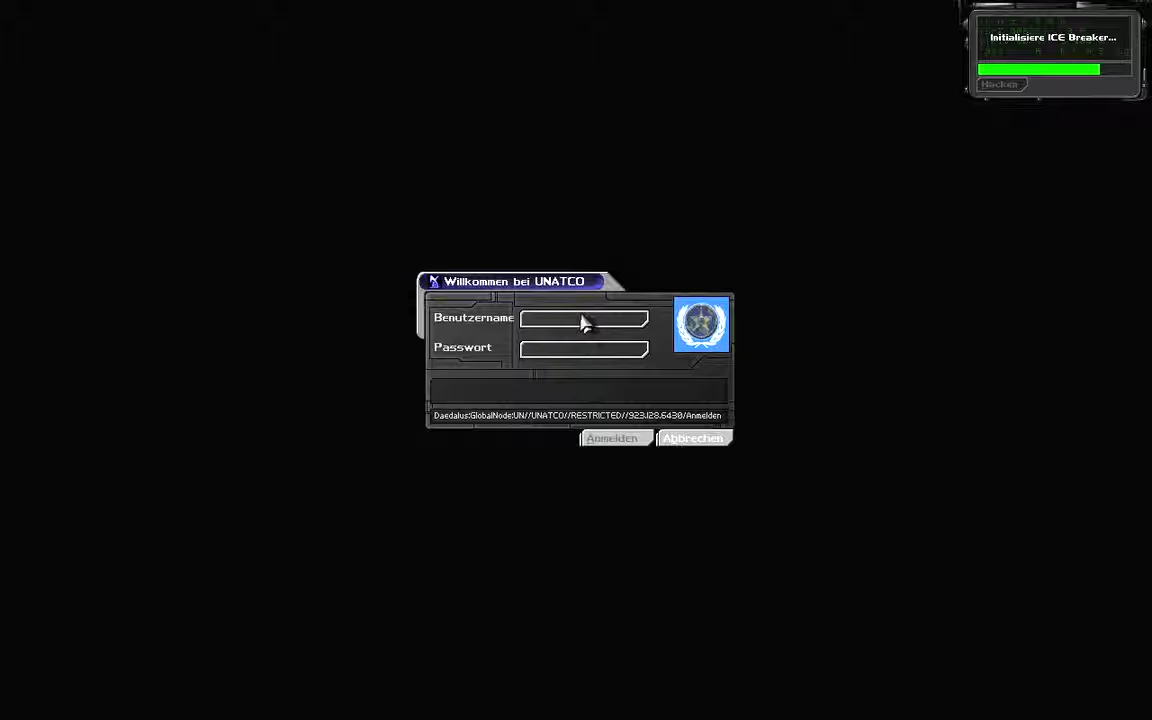 Initialisiere ICE Breaker...
Hacken
Willkommen bei UNATCO
Benutzername
Passwort
Daedalus:GlobalNode:UN//UNATCO//RESTRICTED//923.128.6430/Anmelden
Anmelden
Abbrechen